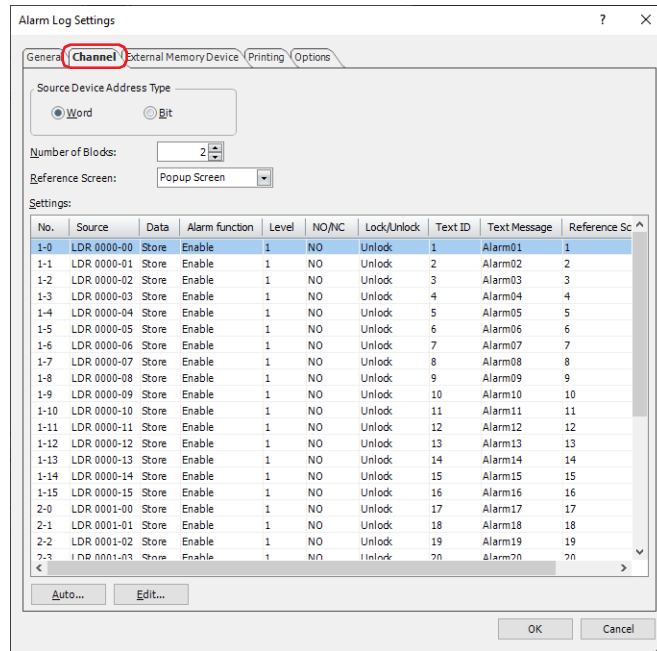 Alarm Log Settings ? ×
General Channel External Memory Device Printing Options
Source Device Address Type
Word Bit
Number of Blocks: 2
Reference Screen: Popup Screen
Settings:
No. Source Data Alarm function Level NO/NC Lock/Unlock Text ID Text Message Reference Sc
1-0 LDR 0000-00 Store Enable 1 NO Unlock 1 Alarm01 1
1-1 LDR 0000-01 Store Enable 1 NO Unlock 2 Alarm02 2
1-2 LDR 0000-02 Store Enable 1 NO Unlock 3 Alarm03 3
1-3 LDR 0000-03 Store Enable 1 NO Unlock 4 Alarm04 4
1-4 LDR 0000-04 Store Enable 1 NO Unlock 5 Alarm05 5
1-5 LDR 0000-05 Store Enable 1 NO Unlock 6 Alarm06 6
1-6 LDR 0000-06 Store Enable 1 NO Unlock 7 Alarm07 7
1-7 LDR 0000-07 Store Enable 1 NO Unlock 8 Alarm08 8
1-8 LDR 0000-08 Store Enable 1 NO Unlock 9 Alarm09 9
1-9 LDR 0000-09 Store Enable 1 NO Unlock 10 Alarm10 10
1-10 LDR 0000-10 Store Enable 1 NO Unlock 11 Alarm11 11
1-11 LDR 0000-11 Store Enable 1 NO Unlock 12 Alarm12 12
1-12 LDR 0000-12 Store Enable 1 NO Unlock 13 Alarm13 13
1-13 LDR 0000-13 Store Enable 1 NO Unlock 14 Alarm14 14
1-14 LDR 0000-14 Store Enable 1 NO Unlock 15 Alarm15 15
1-15 LDR 0000-15 Store Enable 1 NO Unlock 16 Alarm16 16
2-0 LDR 0001-00 Store Enable 1 NO Unlock 17 Alarm17 17
2-1 LDR 0001-01 Store Enable 1 NO Unlock 18 Alarm18 18
2-2 LDR 0001-02 Store Enable 1 NO Unlock 19 Alarm19 19
2-3 LDR 0001-03 Store Enable 1 NO Unlock 20 Alarm20 20
Auto... Edit...
OK Cancel